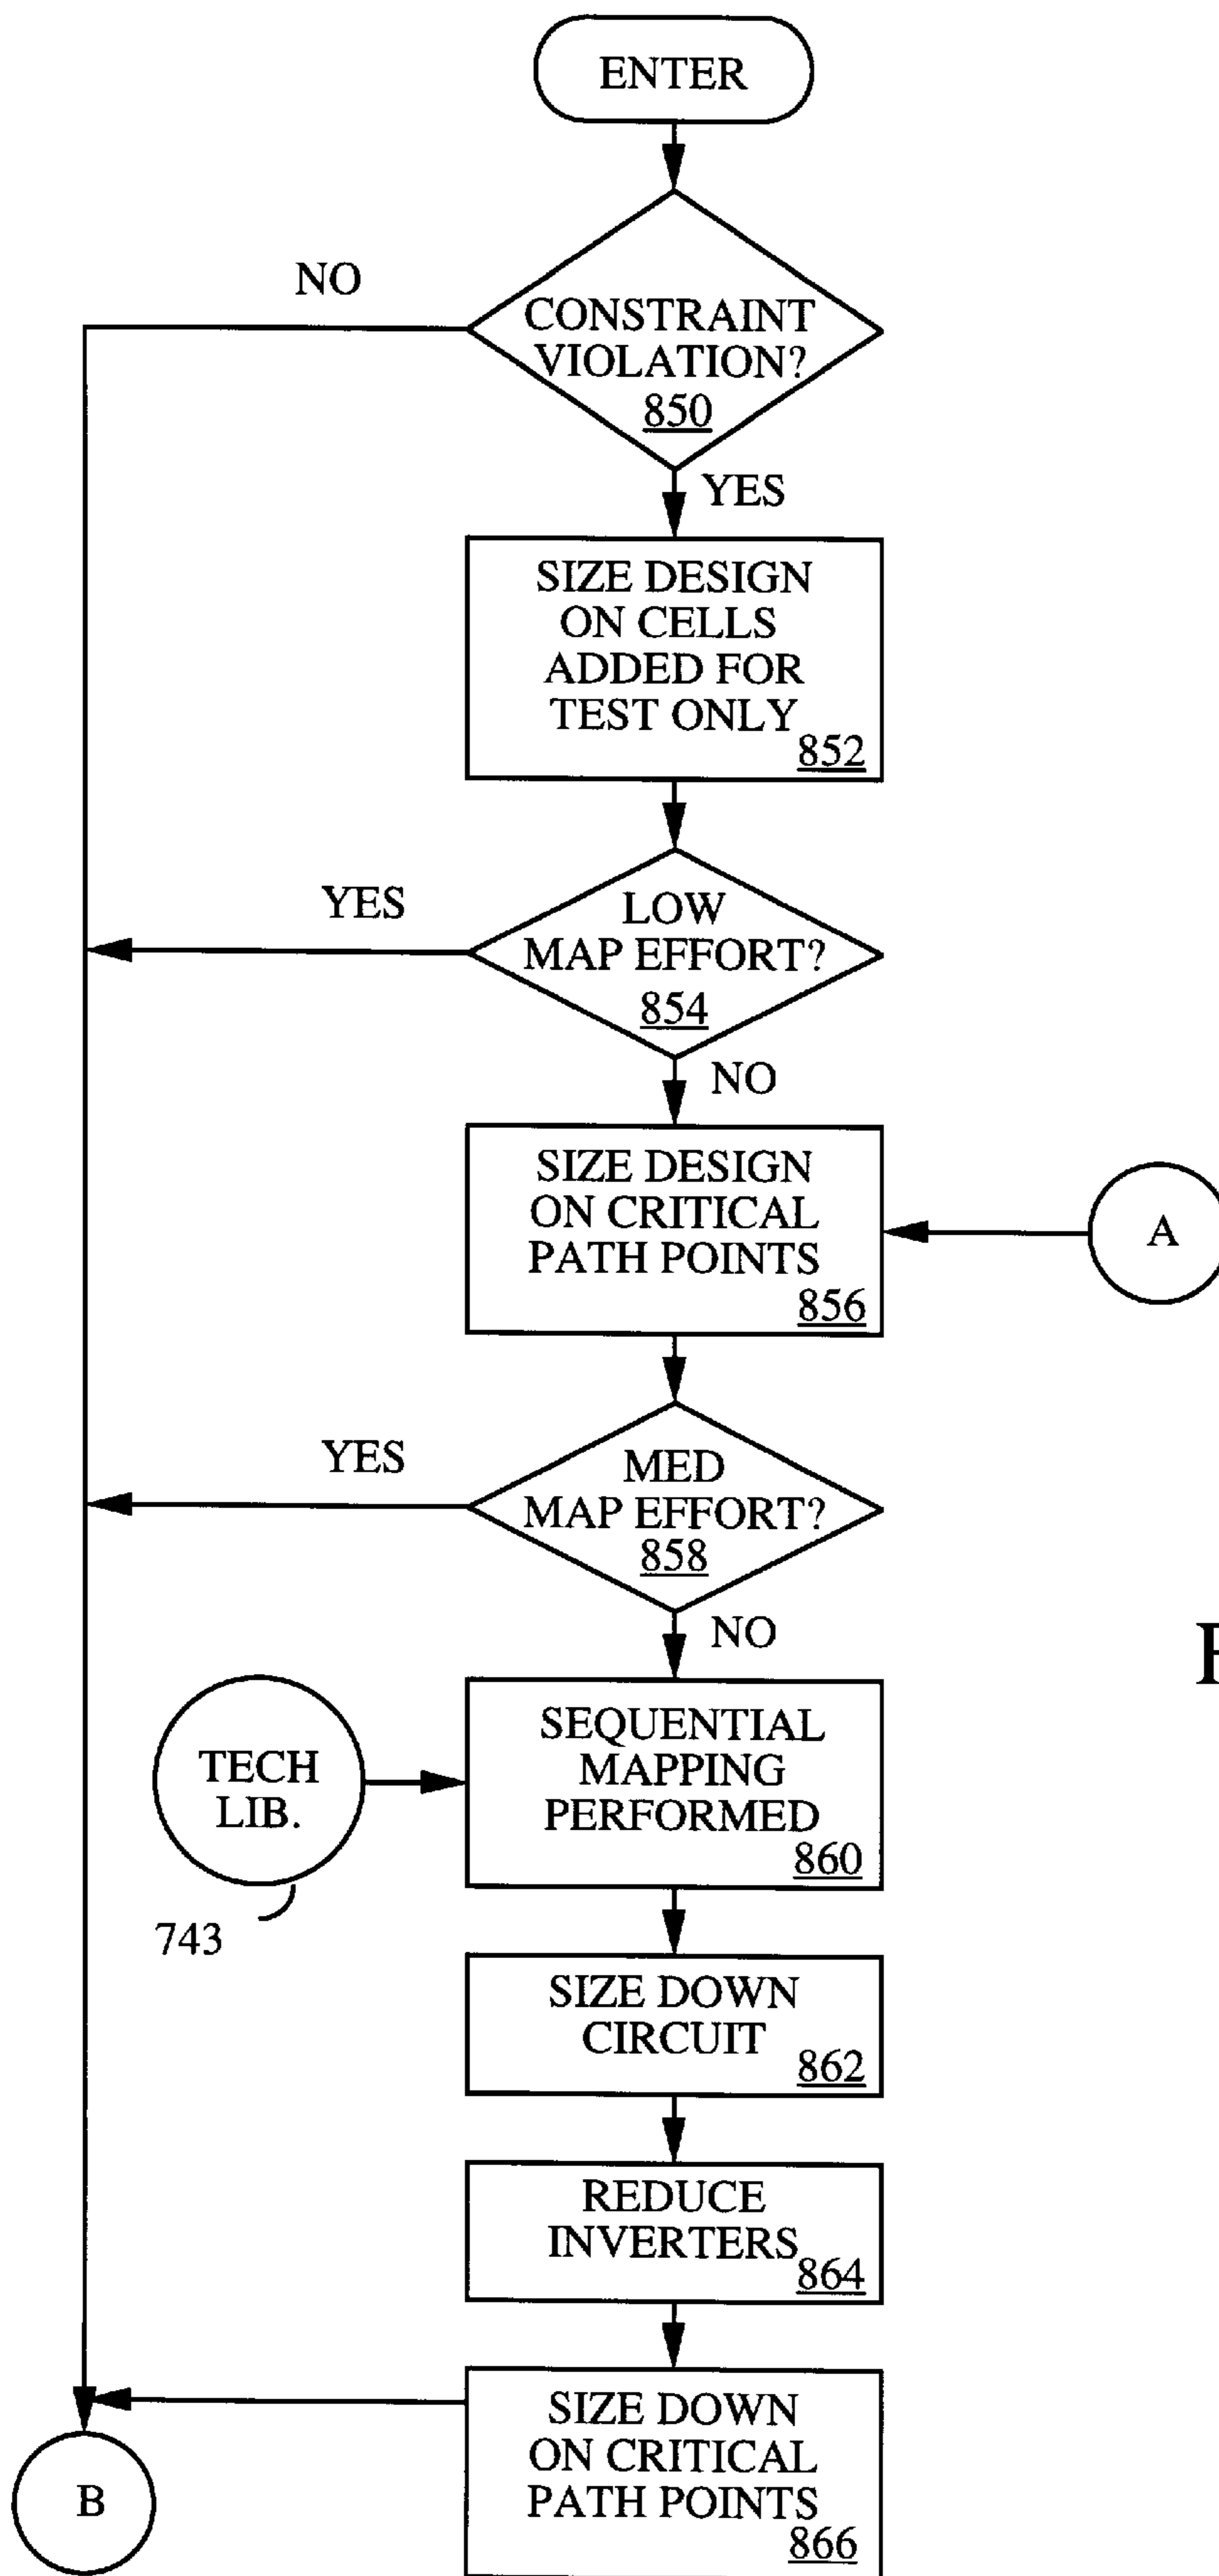 ENTER
NO
CONSTRAINT
VIOLATION?
850
YES
SIZE DESIGN
ON CELLS
ADDED FOR
TEST ONLY
852
YES
LOW
MAP EFFORT?
854
NO
SIZE DESIGN
ON CRITICAL
PATH POINTS
856
A
YES
MED
MAP EFFORT?
858
NO
TECH
LIB.
743
SEQUENTIAL
MAPPING
PERFORMED
860
SIZE DOWN
CIRCUIT
862
REDUCE
INVERTERS
864
SIZE DOWN
ON CRITICAL
PATH POINTS
866
B